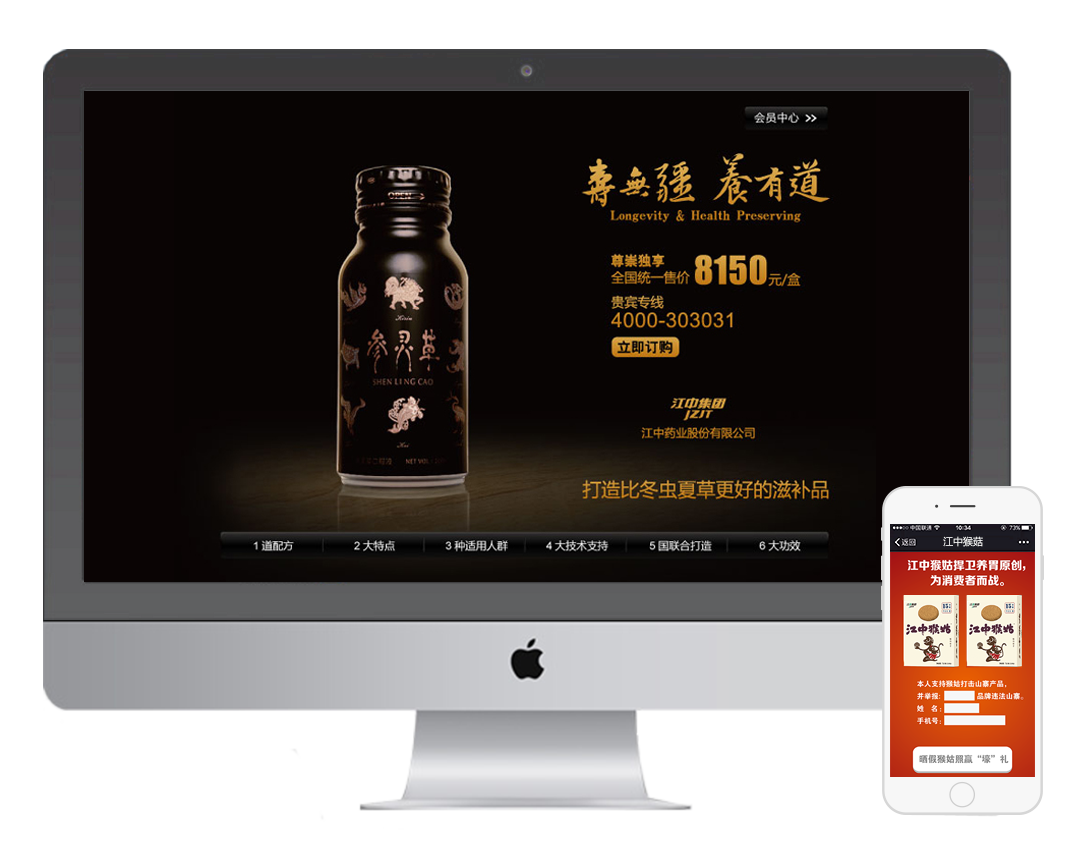 会员中心 >>
壽無疆 養有道
Longevity & Health Preserving
尊崇独享
全国统一售价 8150元/盒
贵宾专线
4000-303031
立即订购
江中集团
JZJT
江中药业股份有限公司
打造比冬虫夏草更好的滋补品
OPEN
参灵草
SHEN LING CAO
1 道配方
2 大特点
3 种适用人群
4 大技术支持
5 国联合打造
6 大功效
中国联通 10:34 73%
返回 江中猴菇
江中猴姑捍卫养胃原创,
为消费者而战。
江中猴姑 江中猴姑
本人支持猴姑打击山寨产品,
并举报: 品牌违法山寨。
姓 名:
手机号:
晒假猴姑照赢“壕”礼